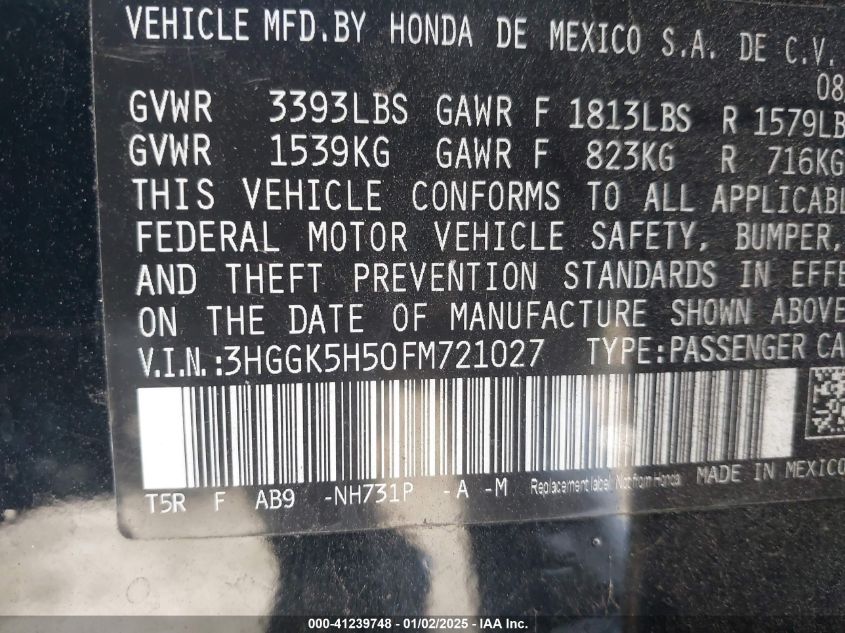 VEHICLE MFD.BY HONDA DE MEXICO S.A. DE C.V.
08
GVWR 3393LBS GAWR F 1813LBS R 1579LB
GVWR 1539KG GAWR F 823KG R 716KG
THIS VEHICLE CONFORMS TO ALL APPLICABL
FEDERAL MOTOR VEHICLE SAFETY, BUMPER,
AND THEFT PREVENTION STANDARDS IN EFFE
ON THE DATE OF MANUFACTURE SHOWN ABOVE
V.I.N.:3HGGK5H50FM721027 TYPE:PASSENGER CA
T5R F AB9 -NH731P -A -M Replacement label Not from Honda MADE IN MEXICO
000-41239748 — 01/02/2025 — IAA Inc.